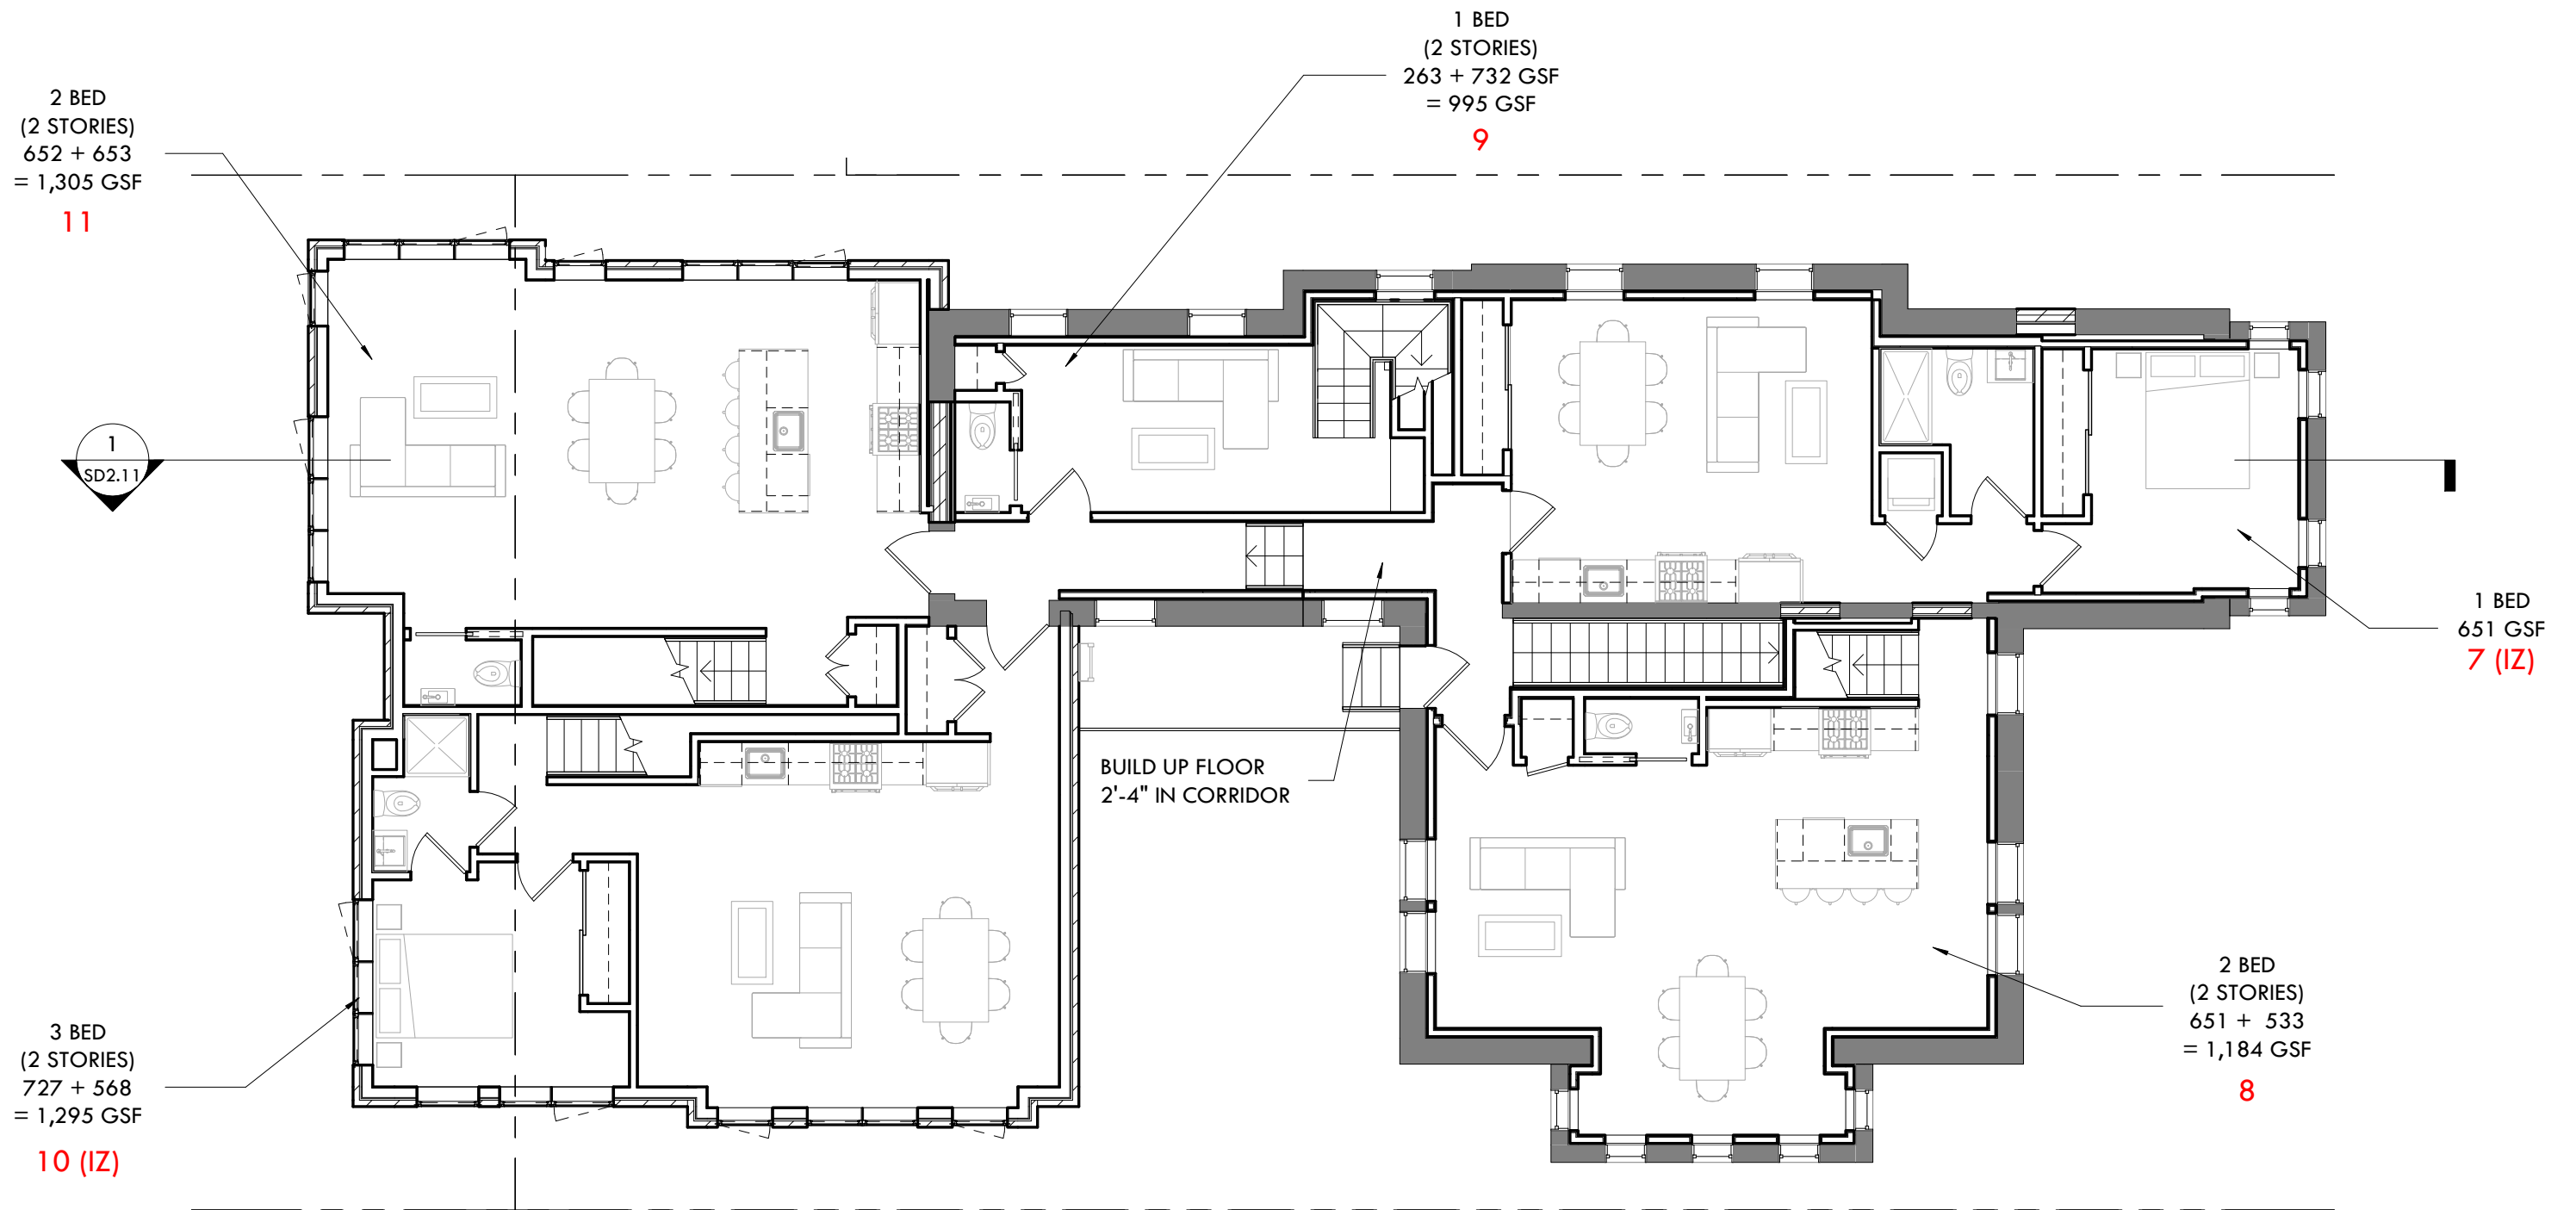 1 BED
(2 STORIES)
263 + 732 GSF
= 995 GSF
9
2 BED
(2 STORIES)
652 + 653
= 1,305 GSF
11
1
SD2.11
1 BED
651 GSF
7 (IZ)
BUILD UP FLOOR
2'-4" IN CORRIDOR
2 BED
(2 STORIES)
651 + 533
= 1,184 GSF
8
3 BED
(2 STORIES)
727 + 568
= 1,295 GSF
10 (IZ)